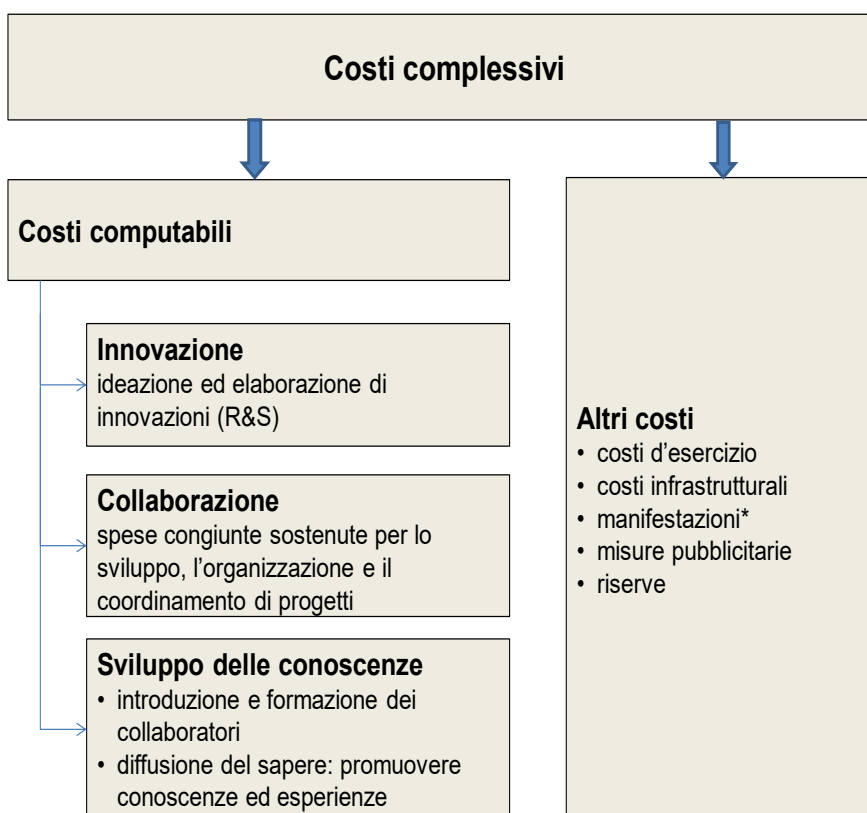 Costi complessivi
Costi computabili
Innovazione
ideazione ed elaborazione di
innovazioni (R&S)
Collaborazione
spese congiunte sostenute per lo
sviluppo, l’organizzazione e il
coordinamento di progetti
Sviluppo delle conoscenze
• introduzione e formazione dei
collaboratori
• diffusione del sapere: promuovere
conoscenze ed esperienze
Altri costi
• costi d’esercizio
• costi infrastrutturali
• manifestazioni*
• misure pubblicitarie
• riserve